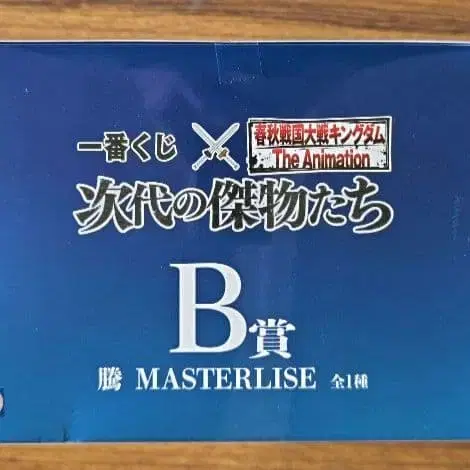 一番くじ
春秋戦国大戦キングダム
The Animation
次代の傑物たち
B賞
騰 MASTERLISE 全1種